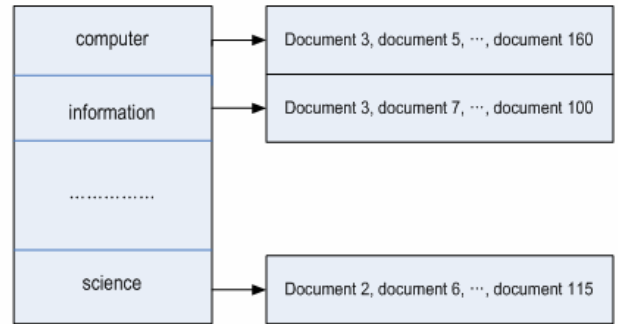 computer
Document 3, document 5, ···, document 160
information
Document 3, document 7, ···, document 100
...............
science
Document 2, document 6, ···, document 115